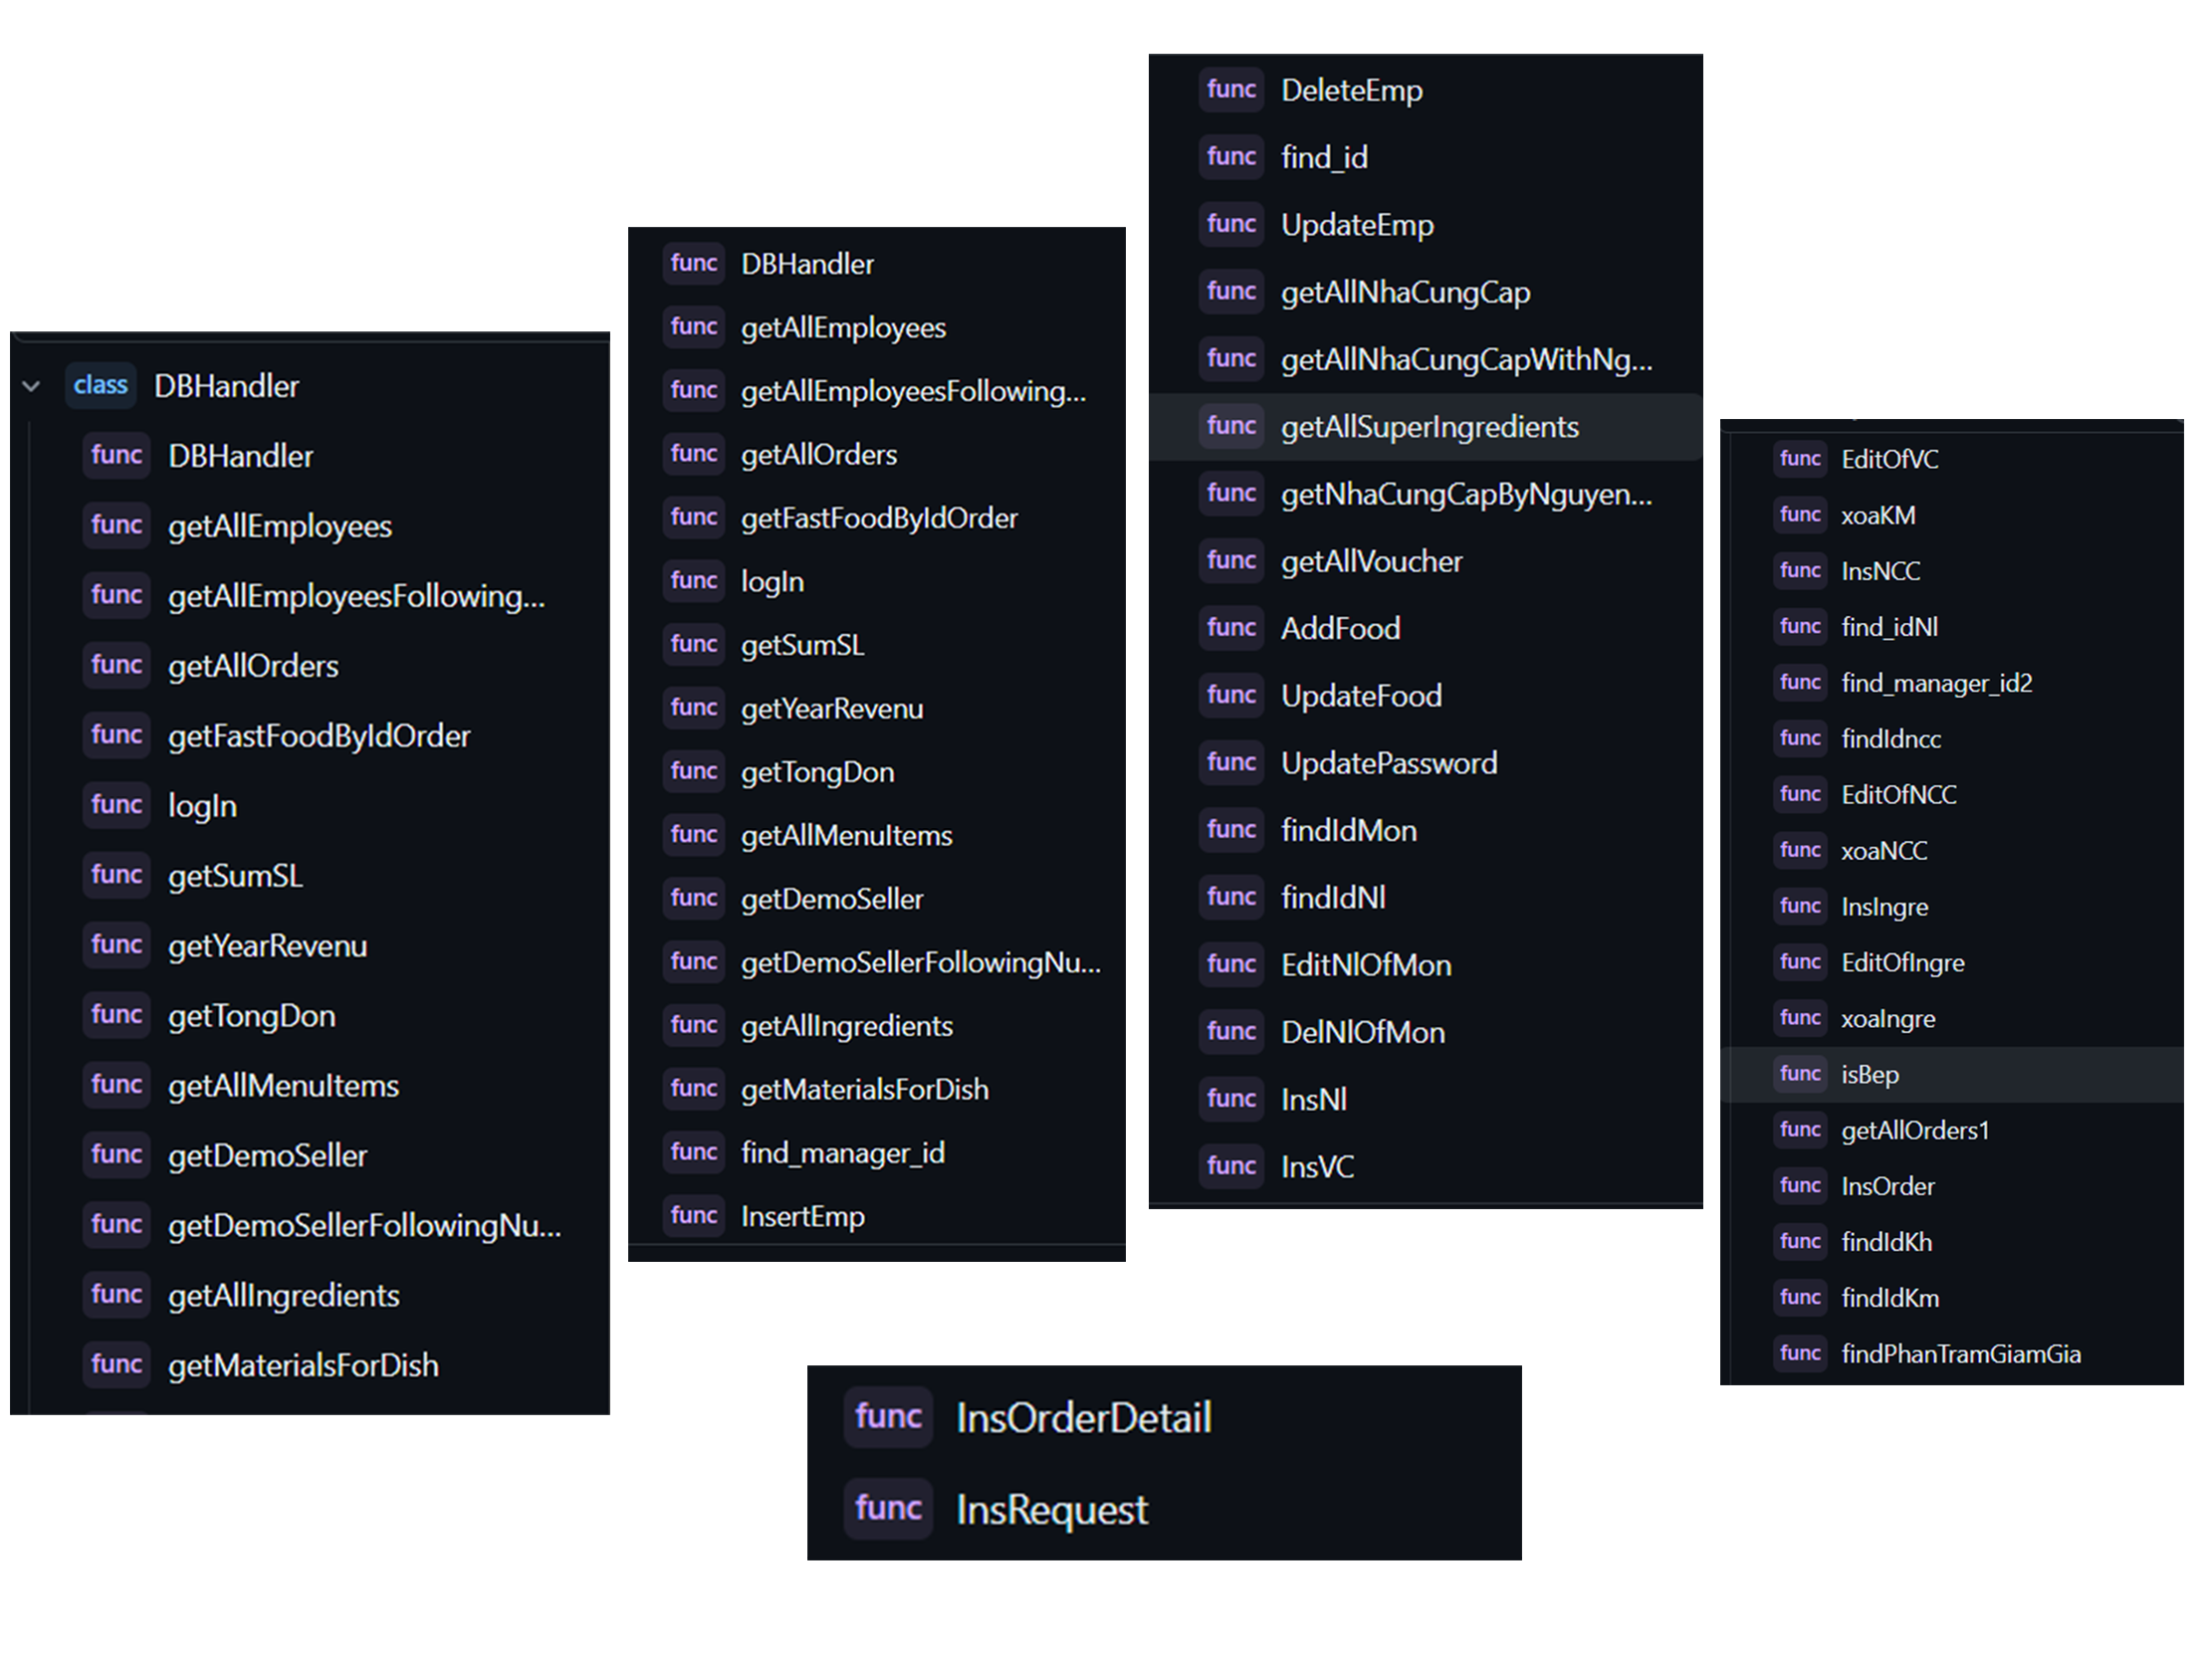 class DBHandler
func DBHandler
func getAllEmployees
func getAllEmployeesFollowing...
func getAllOrders
func getFastFoodByIdOrder
func logIn
func getSumSL
func getYearRevenu
func getTongDon
func getAllMenuItems
func getDemoSeller
func getDemoSellerFollowingNu...
func getAllIngredients
func getMaterialsForDish
func DBHandler
func getAllEmployees
func getAllEmployeesFollowing...
func getAllOrders
func getFastFoodByIdOrder
func logIn
func getSumSL
func getYearRevenu
func getTongDon
func getAllMenuItems
func getDemoSeller
func getDemoSellerFollowingNu...
func getAllIngredients
func getMaterialsForDish
func find_manager_id
func InsertEmp
func DeleteEmp
func find_id
func UpdateEmp
func getAllNhaCungCap
func getAllNhaCungCapWithNg...
func getAllSuperIngredients
func getNhaCungCapByNguyen...
func getAllVoucher
func AddFood
func UpdateFood
func UpdatePassword
func findIdMon
func findIdNl
func EditNlOfMon
func DelNlOfMon
func InsNl
func InsVC
func EditOfVC
func xoaKM
func InsNCC
func find_idNl
func find_manager_id2
func findIdncc
func EditOfNCC
func xoaNCC
func InsIngre
func EditOfIngre
func xoaIngre
func isBep
func getAllOrders1
func InsOrder
func findIdKh
func findIdKm
func findPhanTramGiamGia
func InsOrderDetail
func InsRequest